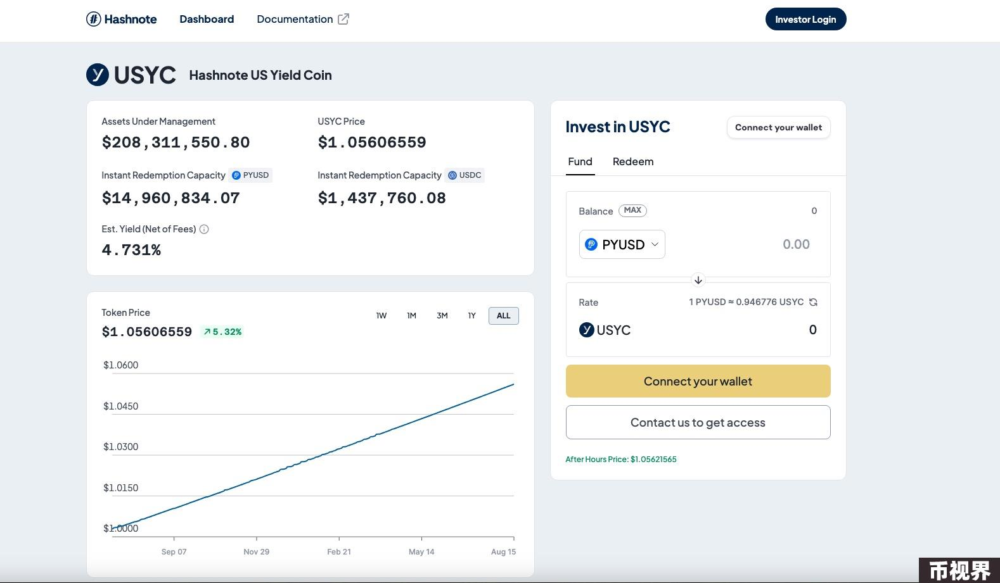 Hashnote Dashboard Documentation Investor Login
USYC Hashnote US Yield Coin
Assets Under Management
$208,311,550.80
USYC Price
$1.05606559
Instant Redemption Capacity PYUSD
$14,960,834.07
Instant Redemption Capacity USDC
$1,437,760.08
Est. Yield (Net of Fees)
4.731%
Token Price
$1.05606559 5.32%
1W 1M 3M 1Y ALL
$1.0600
$1.0450
$1.0300
$1.0150
$1.0000
Sep 07 Nov 29 Feb 21 May 14 Aug 15
Invest in USYC Connect your wallet
Fund Redeem
Balance MAX 0
PYUSD 0.00
Rate 1 PYUSD ≈ 0.946776 USYC
USYC 0
Connect your wallet
Contact us to get access
After Hours Price: $1.05621565
币视界